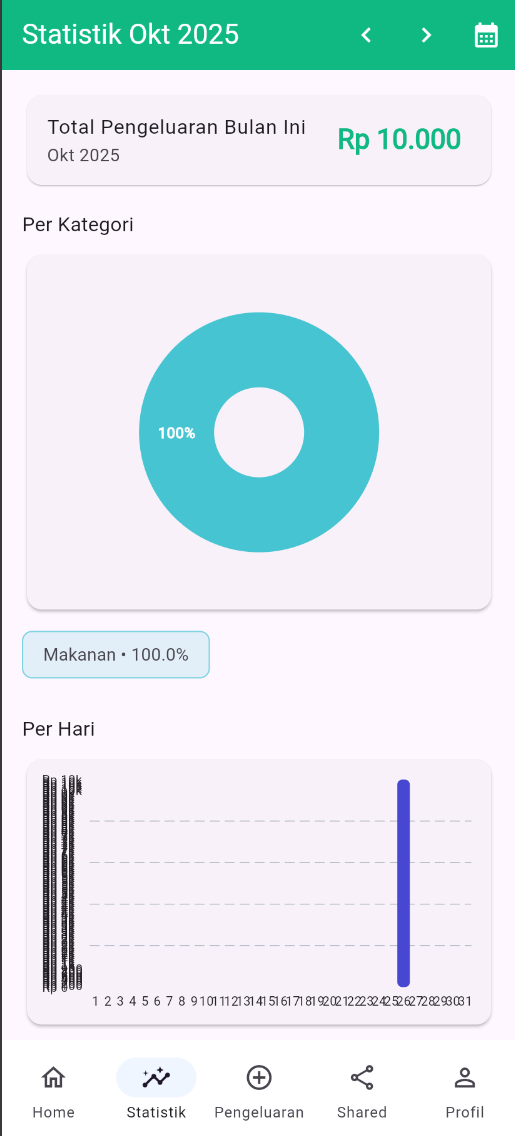 Statistik Okt 2025
Total Pengeluaran Bulan Ini
Rp 10.000
Okt 2025
Per Kategori
100%
Makanan • 100.0%
Per Hari
1 2 3 4 5 6 7 8 9 10 11 12 13 14 15 16 17 18 19 20 21 22 23 24 25 26 27 28 29 30 31
Home Statistik Pengeluaran Shared Profil